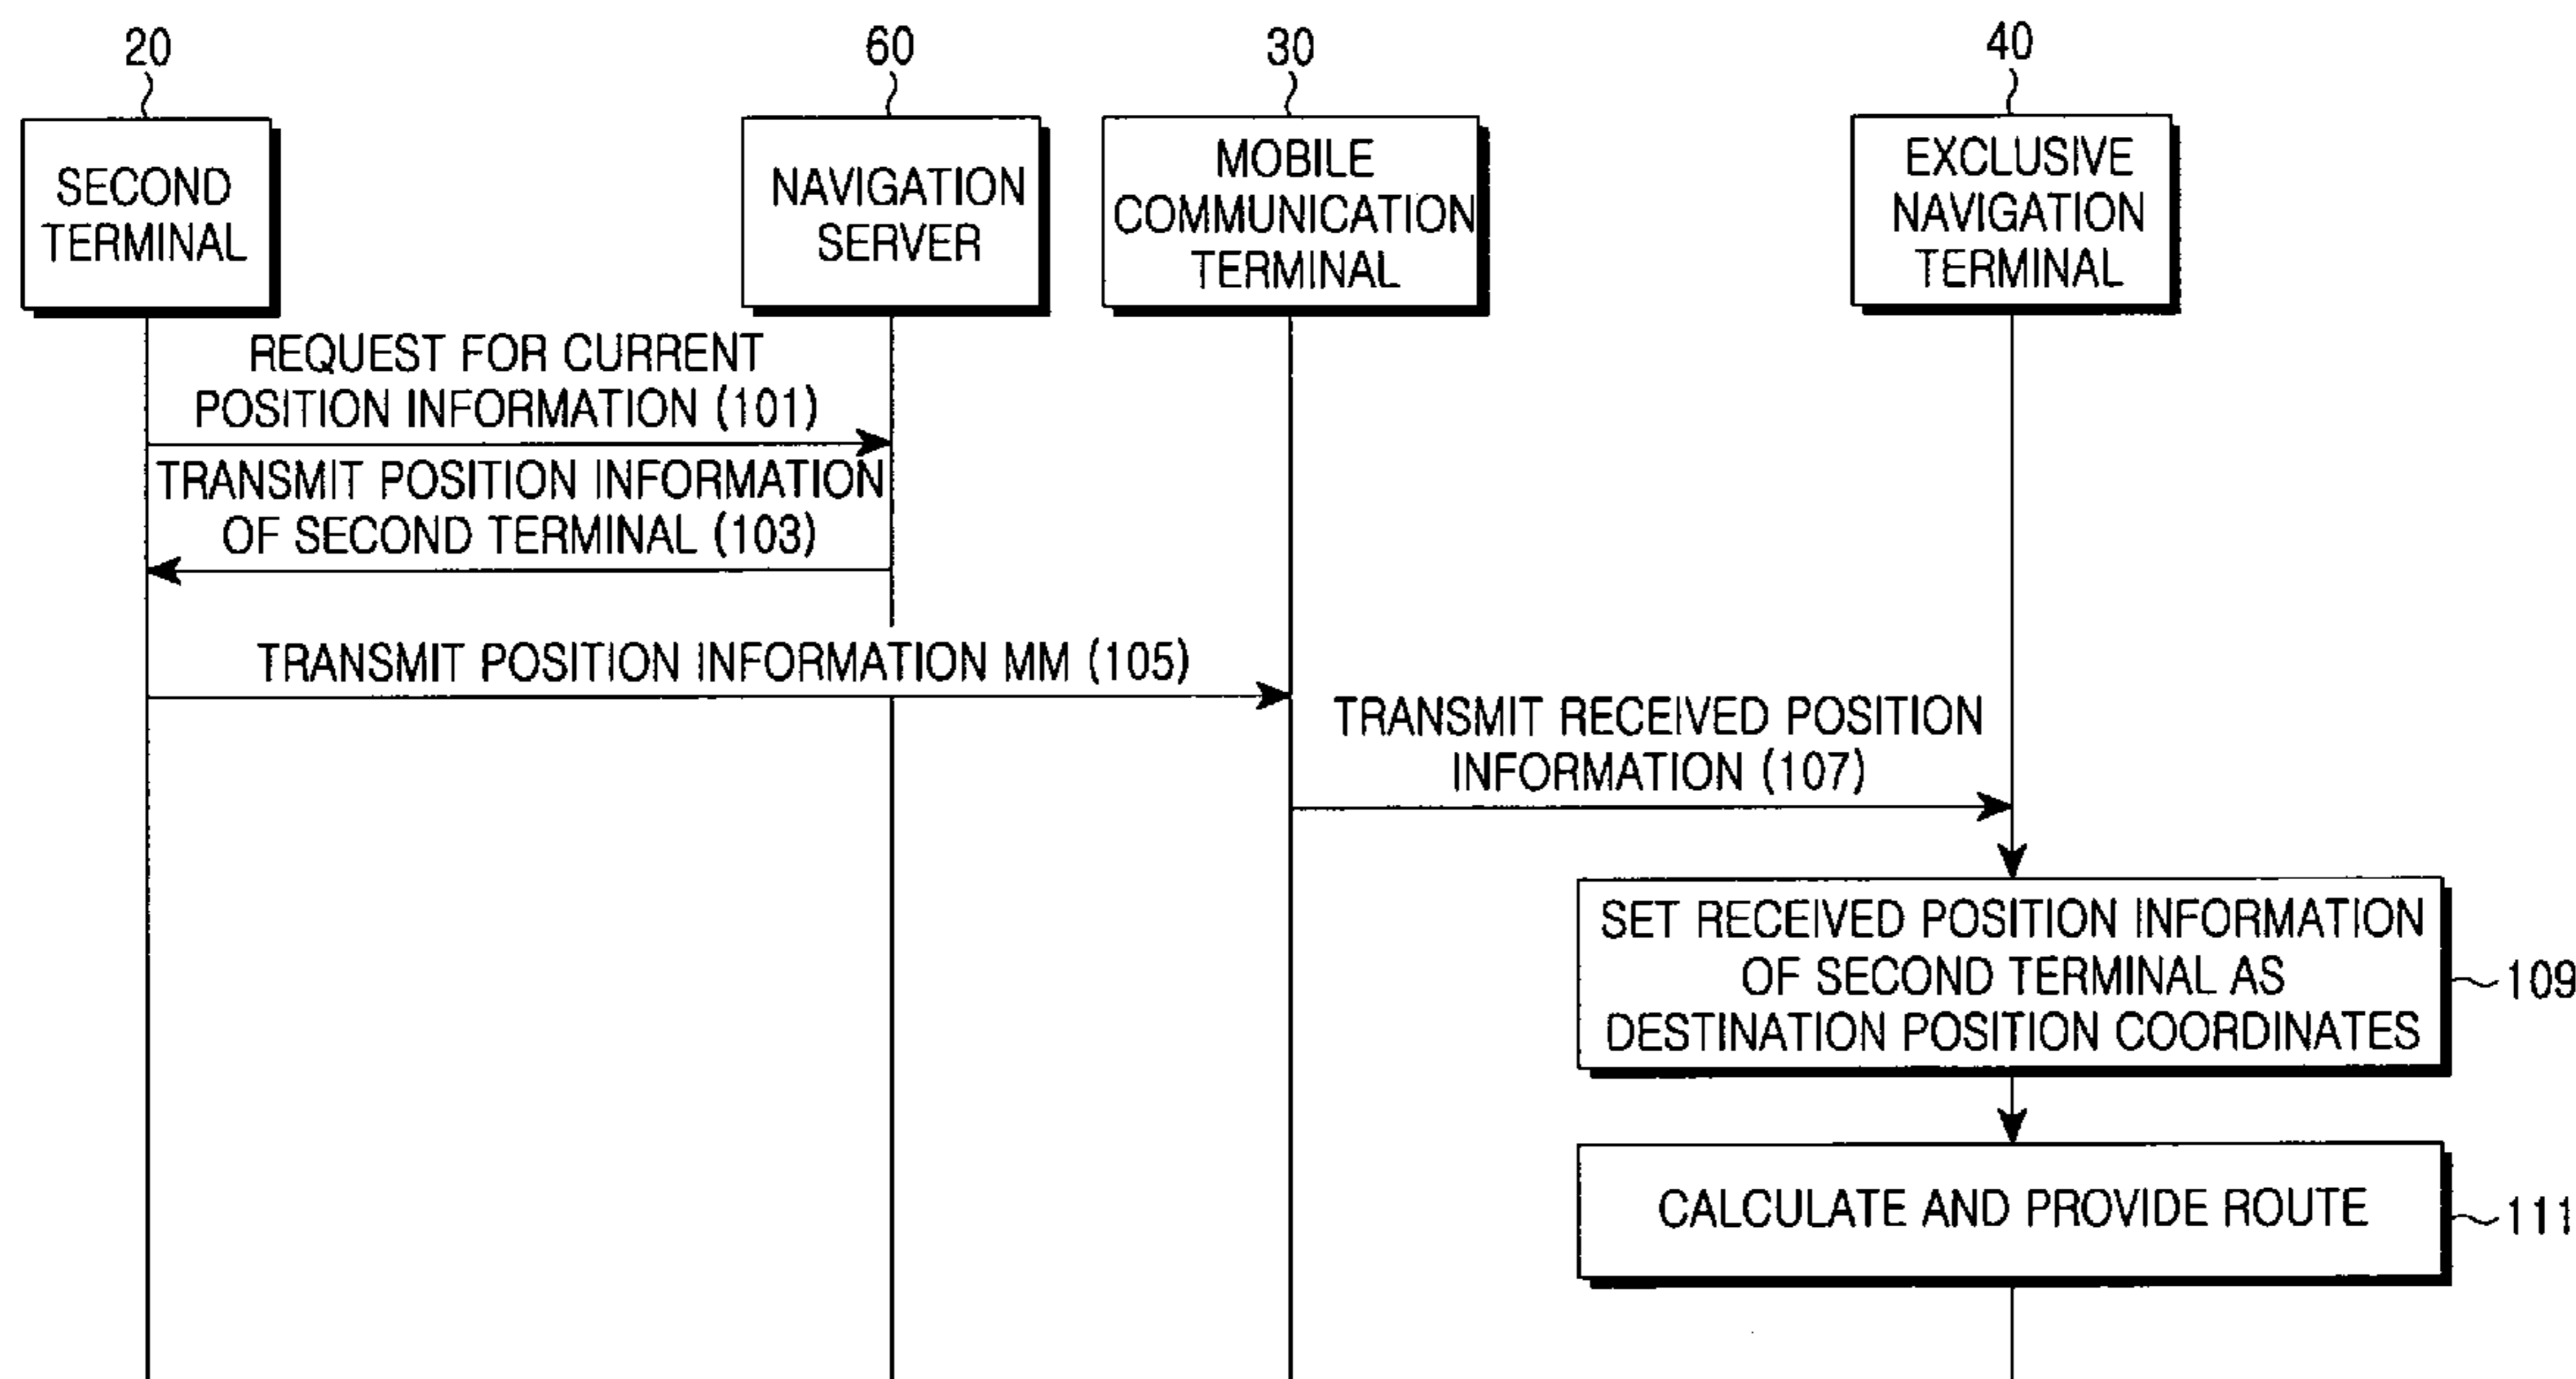 20
60
30
40
SECOND
TERMINAL
NAVIGATION
SERVER
MOBILE
COMMUNICATION
TERMINAL
EXCLUSIVE
NAVIGATION
TERMINAL
REQUEST FOR CURRENT
POSITION INFORMATION (101)
TRANSMIT POSITION INFORMATION
OF SECOND TERMINAL (103)
TRANSMIT POSITION INFORMATION MM (105)
TRANSMIT RECEIVED POSITION
INFORMATION (107)
SET RECEIVED POSITION INFORMATION
OF SECOND TERMINAL AS
DESTINATION POSITION COORDINATES
109
CALCULATE AND PROVIDE ROUTE
111